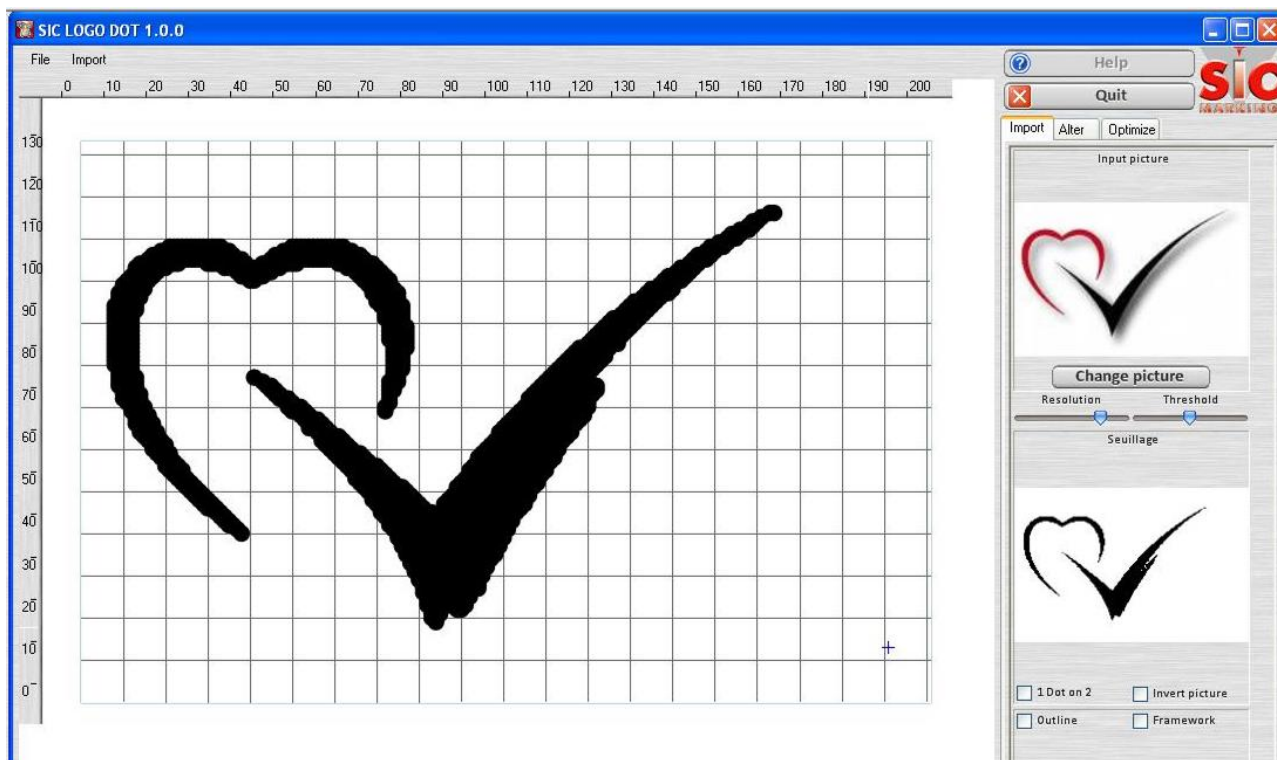 SIC LOGO DOT 1.0.0
File Import
0 10 20 30 40 50 60 70 80 90 100 110 120 130 140 150 160 170 180 190 200
130
120
110
100
90
80
70
60
50
40
30
20
10
0
Help
SIC
MARKING
Quit
Import Alter Optimize
Input picture
Change picture
Resolution Threshold
Seuillage
1 Dot on 2 Invert picture
Outline Framework